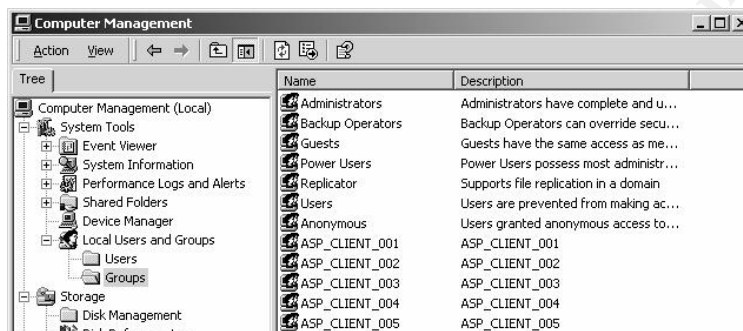 Computer Management
Action View
Tree
Computer Management (Local)
System Tools
Event Viewer
System Information
Performance Logs and Alerts
Shared Folders
Device Manager
Local Users and Groups
Users
Groups
Storage
Disk Management
Name Description
Administrators Administrators have complete and u...
Backup Operators Backup Operators can override secu...
Guests Guests have the same access as me...
Power Users Power Users possess most administr...
Replicator Supports file replication in a domain
Users Users are prevented from making ac...
Anonymous Users granted anonymous access to...
ASP_CLIENT_001 ASP_CLIENT_001
ASP_CLIENT_002 ASP_CLIENT_002
ASP_CLIENT_003 ASP_CLIENT_003
ASP_CLIENT_004 ASP_CLIENT_004
ASP_CLIENT_005 ASP_CLIENT_005